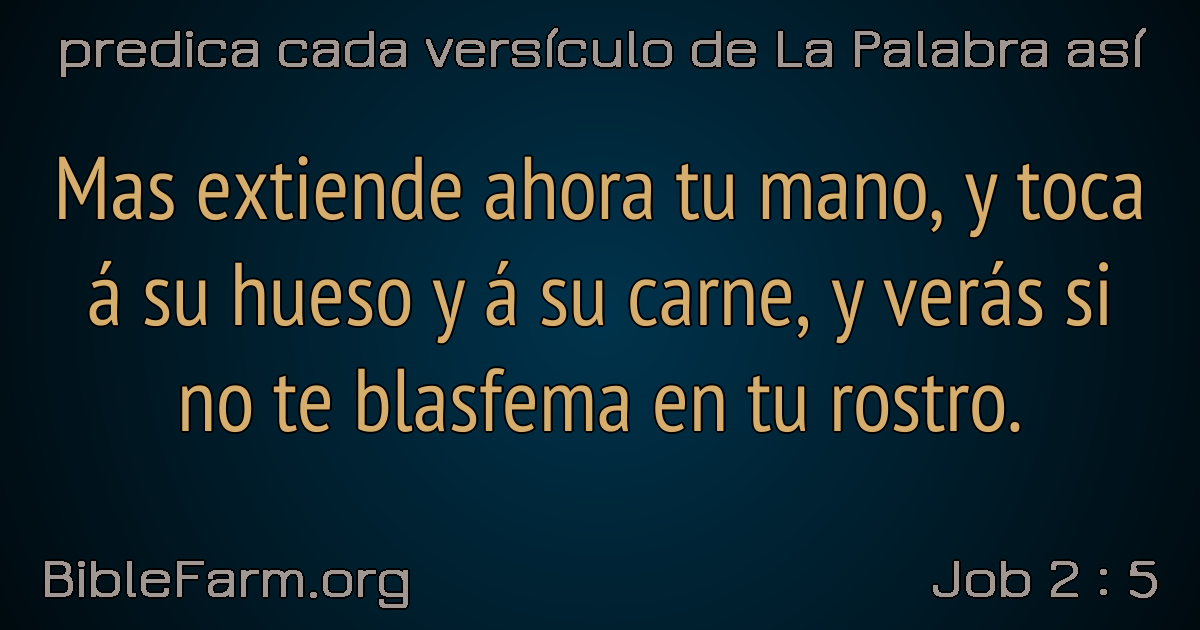 predica cada versículo de La Palabra así
Mas extiende ahora tu mano, y toca
á su hueso y á su carne, y verás si
no te blasfema en tu rostro.
BibleFarm.org
Job 2 : 5